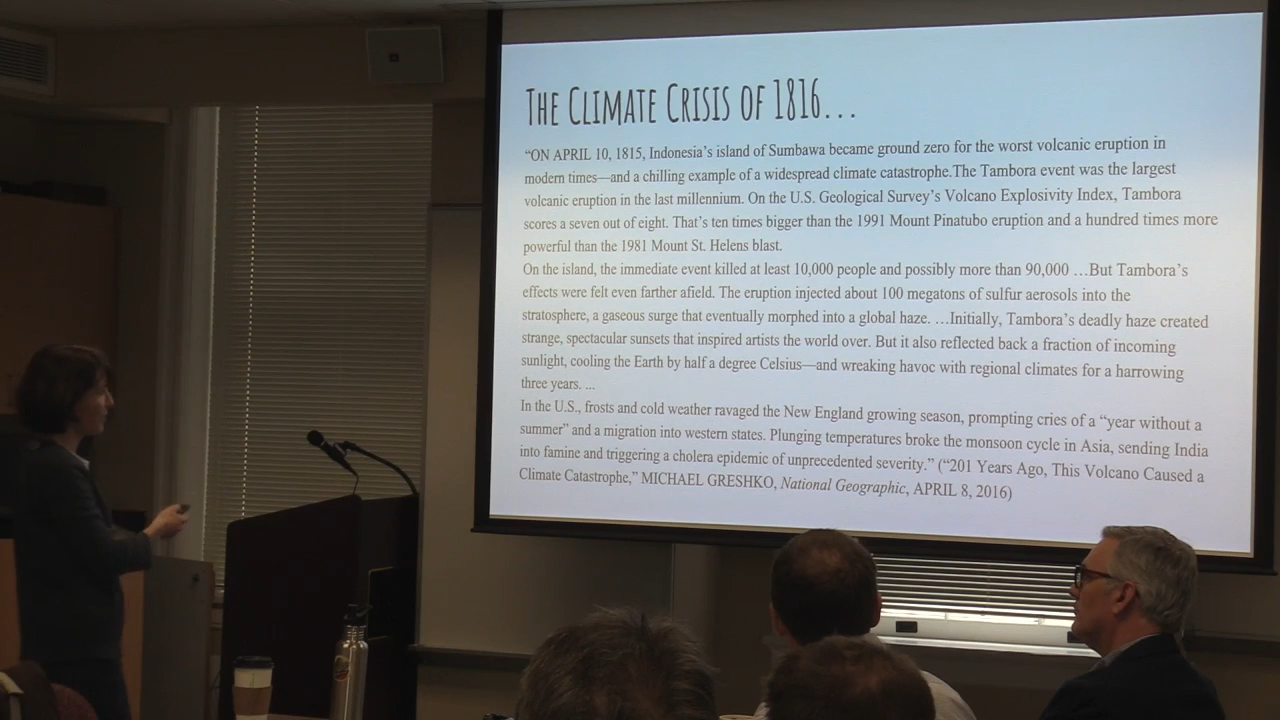 THE CLIMATE CRISIS OF 1816...
“ON APRIL 10, 1815, Indonesia’s island of Sumbawa became ground zero for the worst volcanic eruption in
modern times—and a chilling example of a widespread climate catastrophe.The Tambora event was the largest
volcanic eruption in the last millennium. On the U.S. Geological Survey’s Volcano Explosivity Index, Tambora
scores a seven out of eight. That’s ten times bigger than the 1991 Mount Pinatubo eruption and a hundred times more
powerful than the 1981 Mount St. Helens blast.
On the island, the immediate event killed at least 10,000 people and possibly more than 90,000 …But Tambora’s
effects were felt even farther afield. The eruption injected about 100 megatons of sulfur aerosols into the
stratosphere, a gaseous surge that eventually morphed into a global haze. …Initially, Tambora’s deadly haze created
strange, spectacular sunsets that inspired artists the world over. But it also reflected back a fraction of incoming
sunlight, cooling the Earth by half a degree Celsius—and wreaking havoc with regional climates for a harrowing
three years. ...
In the U.S., frosts and cold weather ravaged the New England growing season, prompting cries of a “year without a
summer” and a migration into western states. Plunging temperatures broke the monsoon cycle in Asia, sending India
into famine and triggering a cholera epidemic of unprecedented severity.” (“201 Years Ago, This Volcano Caused a
Climate Catastrophe,” MICHAEL GRESHKO, National Geographic, APRIL 8, 2016)